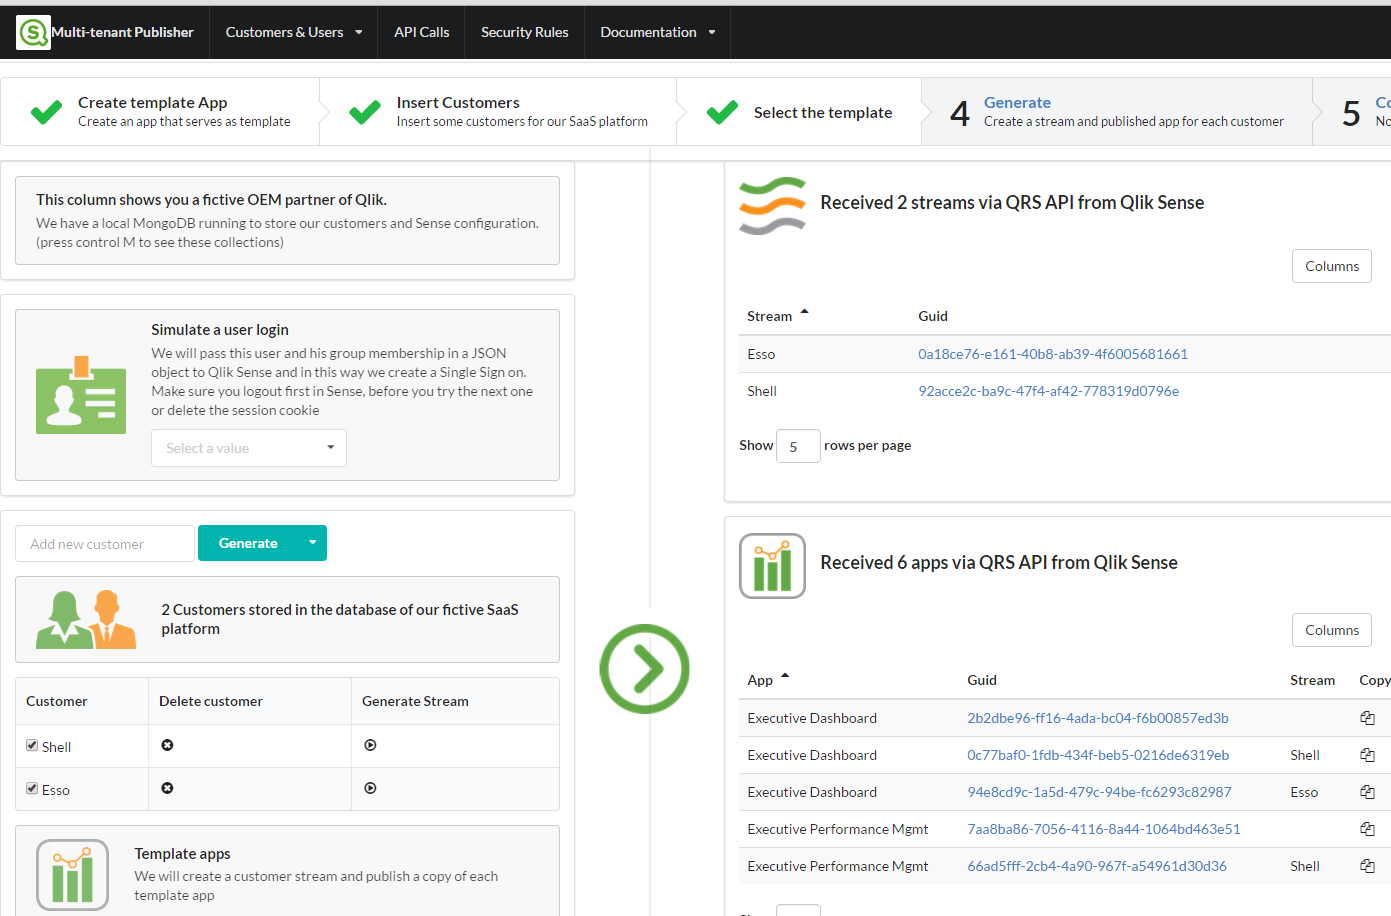 Multi-tenant Publisher
Customers & Users
API Calls
Security Rules
Documentation
Create template App
Create an app that serves as template
Insert Customers
Insert some customers for our SaaS platform
Select the template
4
Generate
Create a stream and published app for each customer
5
Co
No
This column shows you a fictive OEM partner of Qlik.
We have a local MongoDB running to store our customers and Sense configuration.
(press control M to see these collections)
Simulate a user login
We will pass this user and his group membership in a JSON
object to Qlik Sense and in this way we create a Single Sign on.
Make sure you logout first in Sense, before you try the next one
or delete the session cookie
Select a value
Add new customer
Generate
2 Customers stored in the database of our fictive SaaS
platform
Customer Delete customer Generate Stream
Shell
Esso
Template apps
We will create a customer stream and publish a copy of each
template app
Received 2 streams via QRS API from Qlik Sense
Columns
Stream Guid
Esso 0a18ce76-e161-40b8-ab39-4f6005681661
Shell 92acce2c-ba9c-47f4-af42-778319d0796e
Show 5 rows per page
Received 6 apps via QRS API from Qlik Sense
Columns
App Guid Stream Copy
Executive Dashboard 2b2dbe96-ff16-4ada-bc04-f6b00857ed3b
Executive Dashboard 0c77baf0-1fdb-434f-beb5-0216de6319eb Shell
Executive Dashboard 94e8cd9c-1a5d-479c-94be-fc6293c82987 Esso
Executive Performance Mgmt 7aa8ba86-7056-4116-8a44-1064bd463e51
Executive Performance Mgmt 66ad5fff-2cb4-4a90-967f-a54961d30d36 Shell